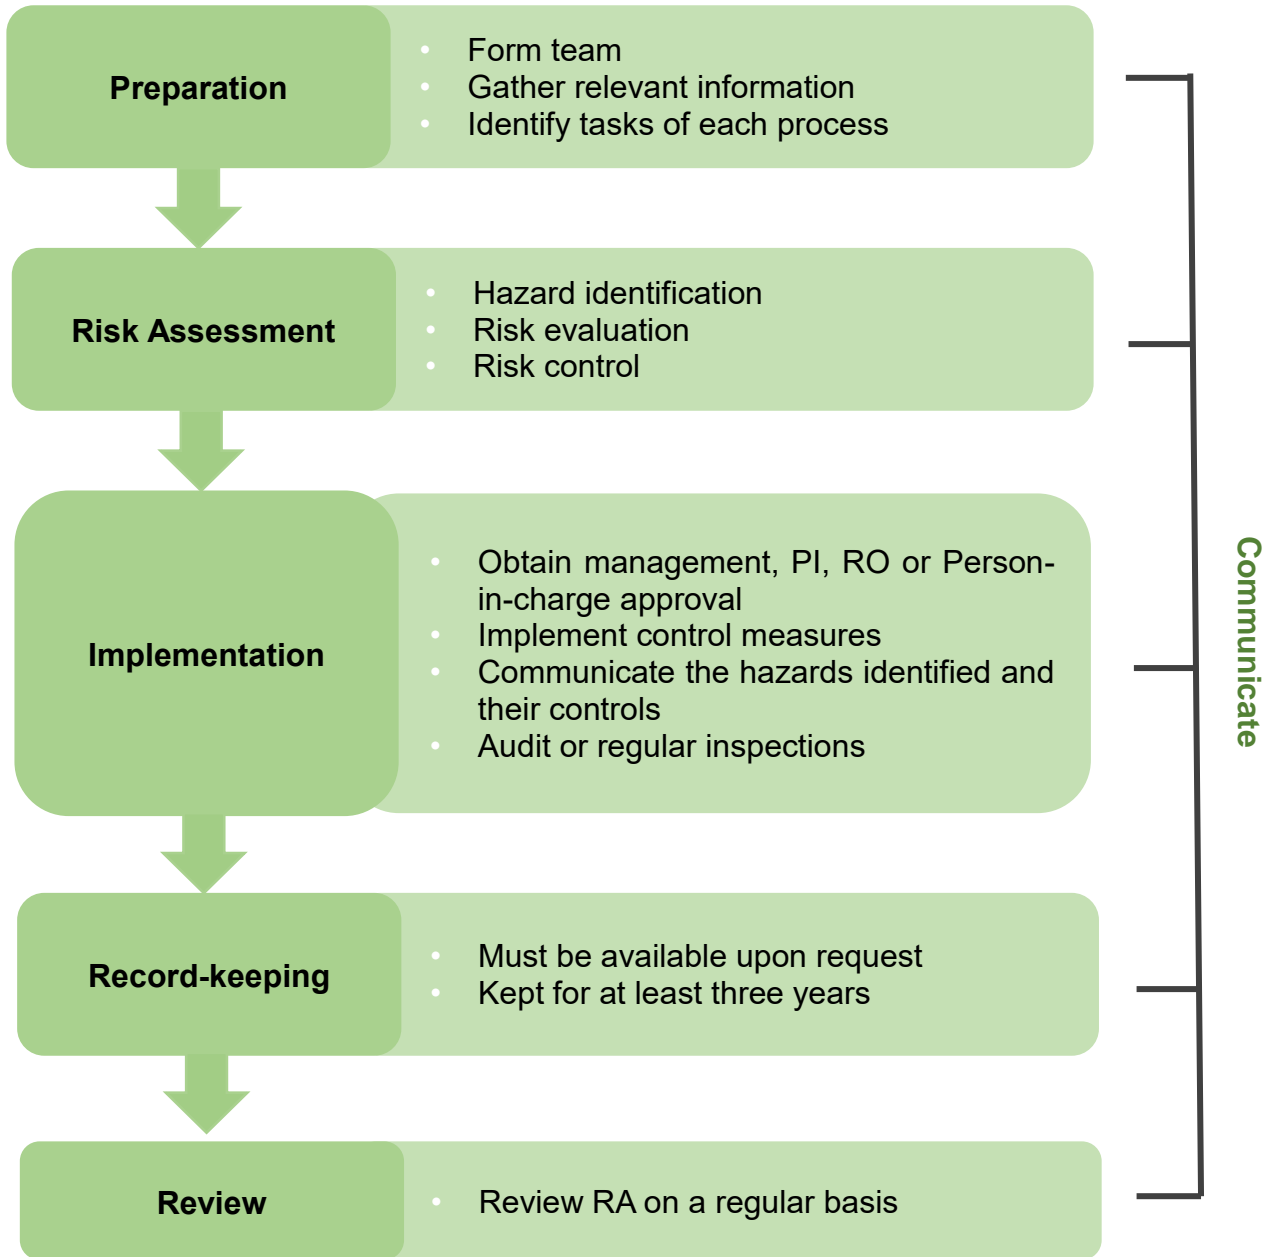 Preparation
• Form team
• Gather relevant information
• Identify tasks of each process
Risk Assessment
• Hazard identification
• Risk evaluation
• Risk control
Implementation
• Obtain management, PI, RO or Person-
in-charge approval
• Implement control measures
• Communicate the hazards identified and
their controls
• Audit or regular inspections
Record-keeping
• Must be available upon request
• Kept for at least three years
Review
• Review RA on a regular basis
Communicate